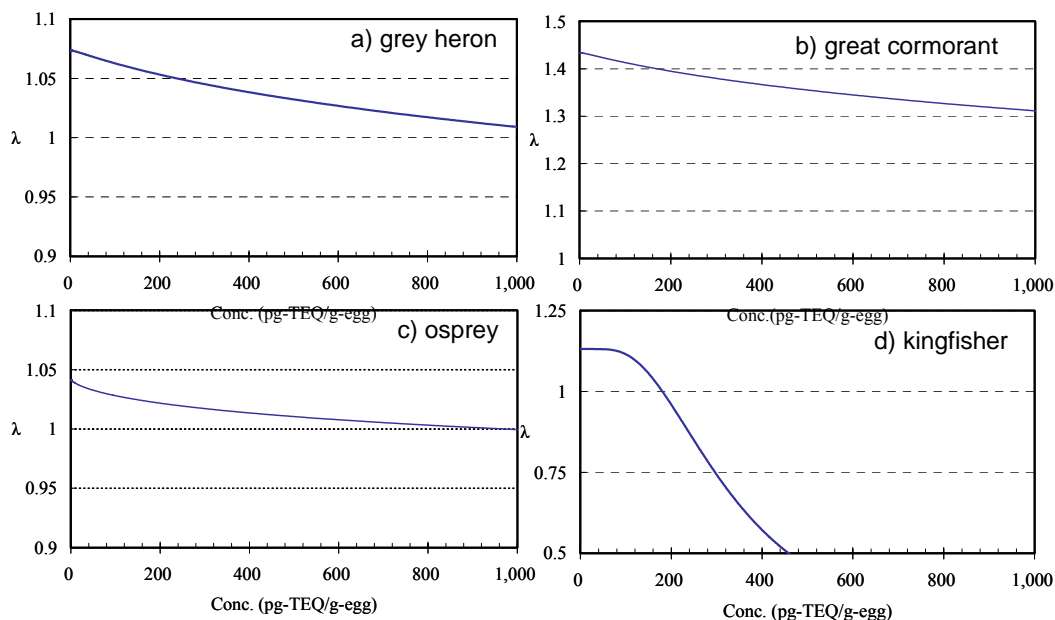 1.1
a) grey heron
1.05
1
λ
0.95
0.9
0 200 400 600 800 1,000
Conc. (pg-TEQ/g-egg)
1.5
b) great cormorant
1.4
1.3
λ
1.2
1.1
1
0 200 400 600 800 1,000
Conc.(pg-TEQ/g-egg)
1.1
c) osprey
1.05
λ
1
0.95
0.9
0 200 400 600 800 1,000
Conc. (pg-TEQ/g-egg)
1.25
d) kingfisher
1
λ
0.75
0.5
0 200 400 600 800 1,000
Conc. (pg-TEQ/g-egg)